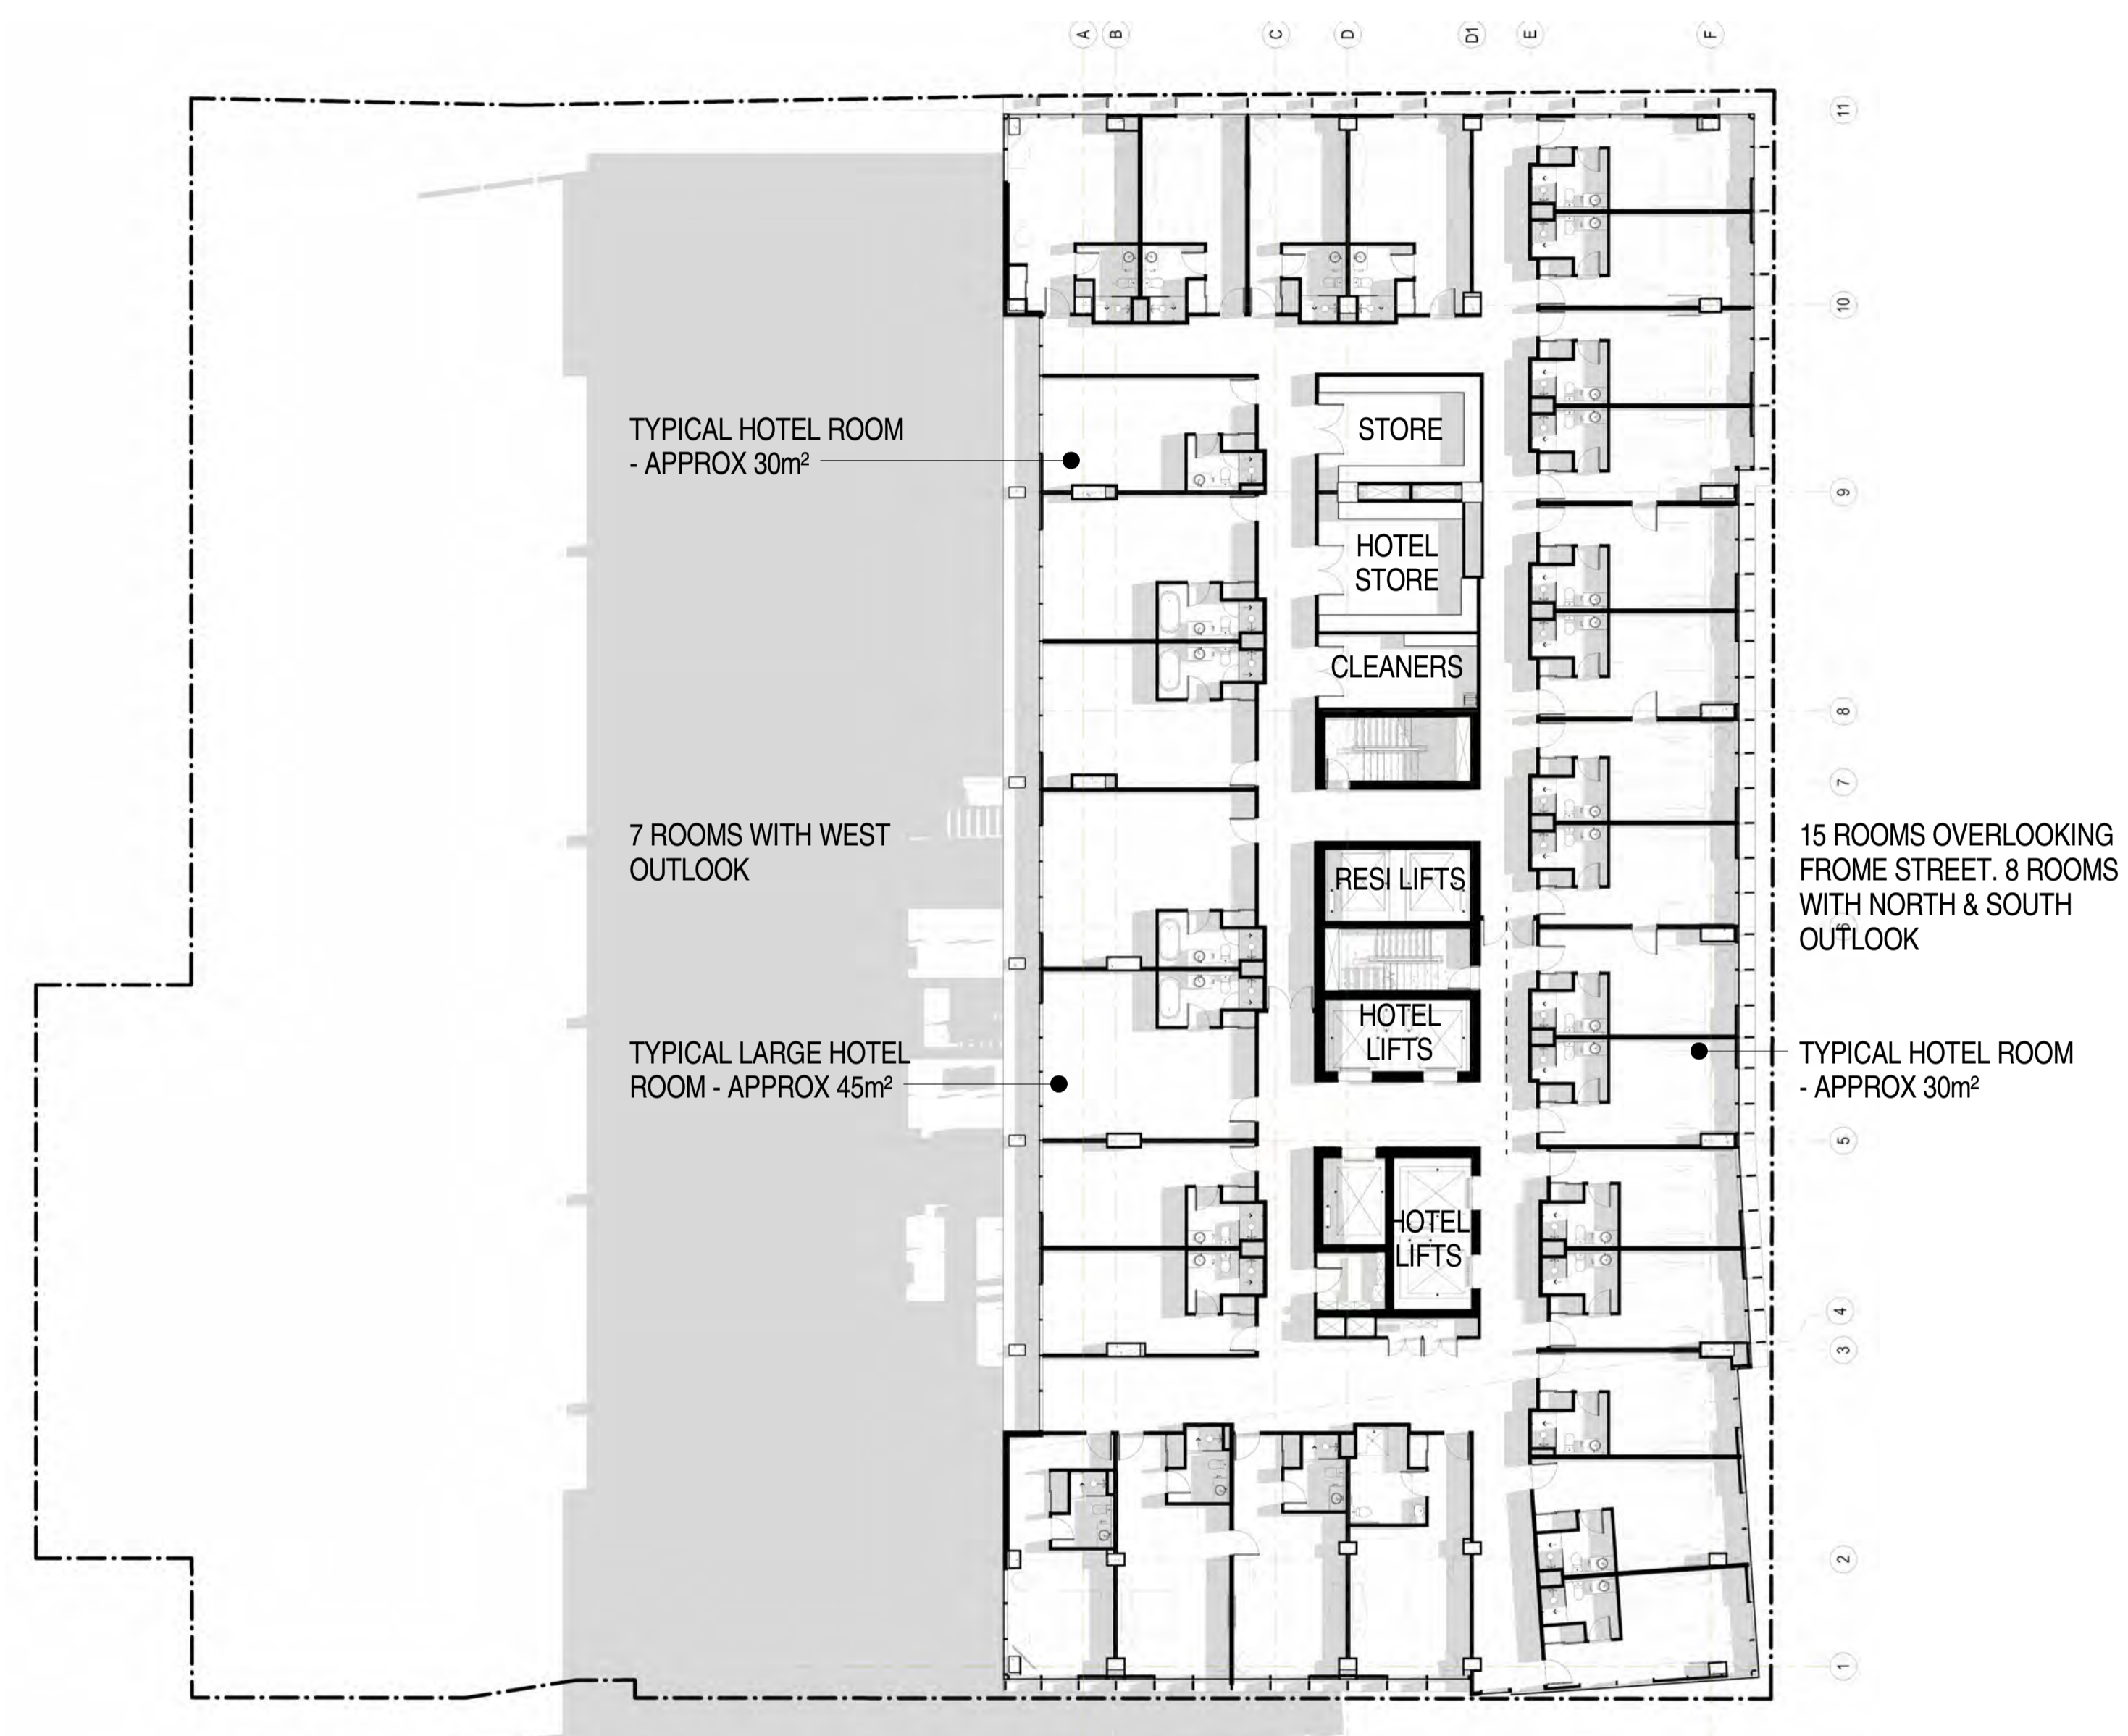 A
B
C
D
D1
E
F
11
10
9
8
7
6
5
4
3
2
1
TYPICAL HOTEL ROOM
- APPROX 30m²
STORE
HOTEL
STORE
CLEANERS
7 ROOMS WITH WEST
OUTLOOK
RESI LIFTS
15 ROOMS OVERLOOKING
FROME STREET. 8 ROOMS
WITH NORTH & SOUTH
OUTLOOK
HOTEL
LIFTS
TYPICAL LARGE HOTEL
ROOM - APPROX 45m²
TYPICAL HOTEL ROOM
- APPROX 30m²
HOTEL
LIFTS